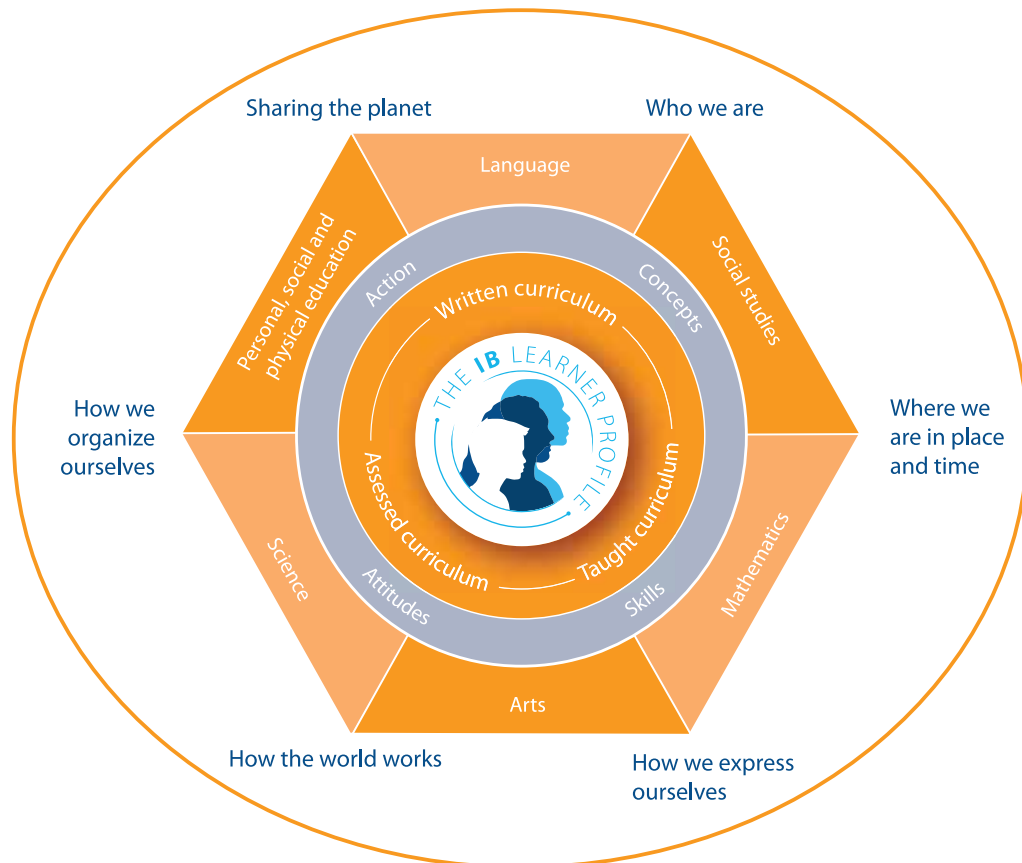 Sharing the planet
Who we are
Language
Personal, social and
physical education
Social studies
Action
Concepts
Written curriculum
THE IB LEARNER PROFILE
How we
organize
ourselves
Where we
are in place
and time
Assessed curriculum
Taught curriculum
Science
Mathematics
Attitudes
Skills
Arts
How the world works
How we express
ourselves